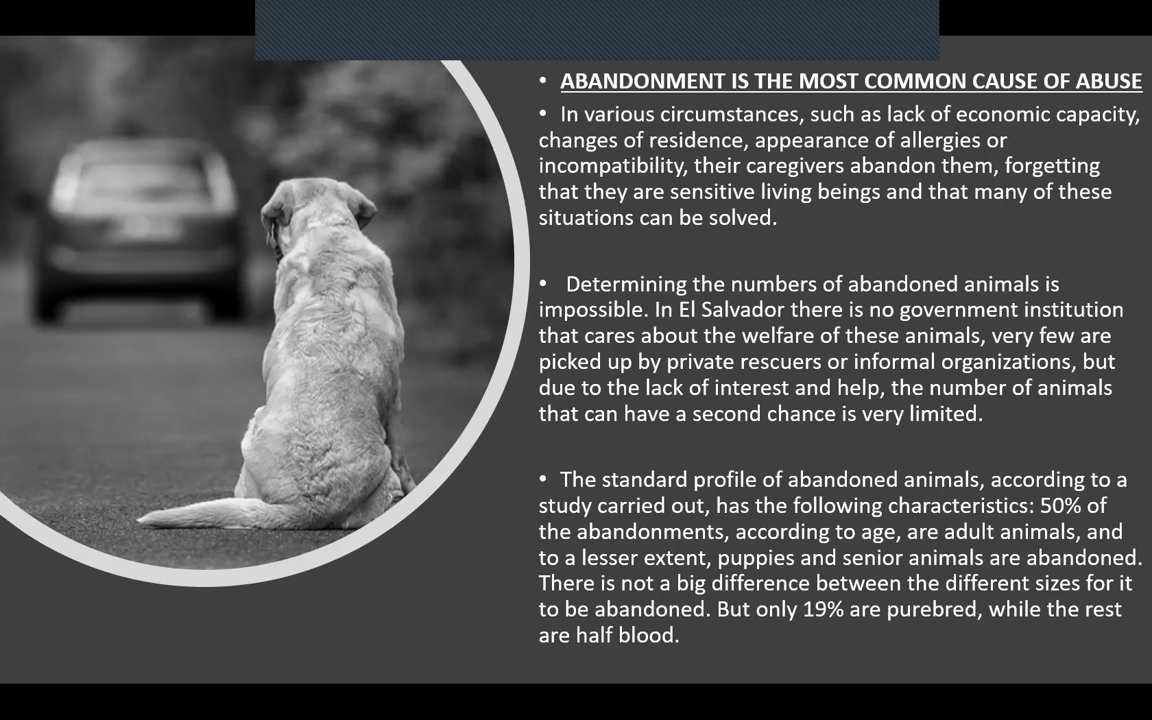 • ABANDONMENT IS THE MOST COMMON CAUSE OF ABUSE
• In various circumstances, such as lack of economic capacity,
changes of residence, appearance of allergies or
incompatibility, their caregivers abandon them, forgetting
that they are sensitive living beings and that many of these
situations can be solved.
• Determining the numbers of abandoned animals is
impossible. In El Salvador there is no government institution
that cares about the welfare of these animals, very few are
picked up by private rescuers or informal organizations, but
due to the lack of interest and help, the number of animals
that can have a second chance is very limited.
• The standard profile of abandoned animals, according to a
study carried out, has the following characteristics: 50% of
the abandonments, according to age, are adult animals, and
to a lesser extent, puppies and senior animals are abandoned.
There is not a big difference between the different sizes for it
to be abandoned. But only 19% are purebred, while the rest
are half blood.